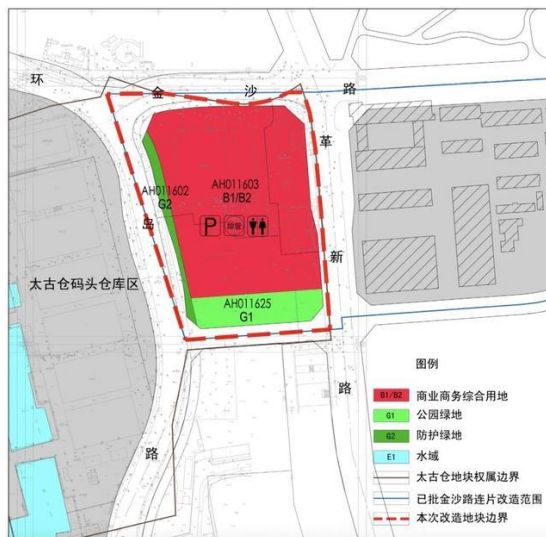 环
金
沙
路
革
AH011602
G2
AH011603
B1/B2
岛
P
新
太古仓码头仓库区
AH011625
G1
路
路
图例
B1/B2 商业商务综合用地
G1 公园绿地
G2 防护绿地
E1 水域
太古仓地块权属边界
已批金沙路连片改造范围
本次改造地块边界